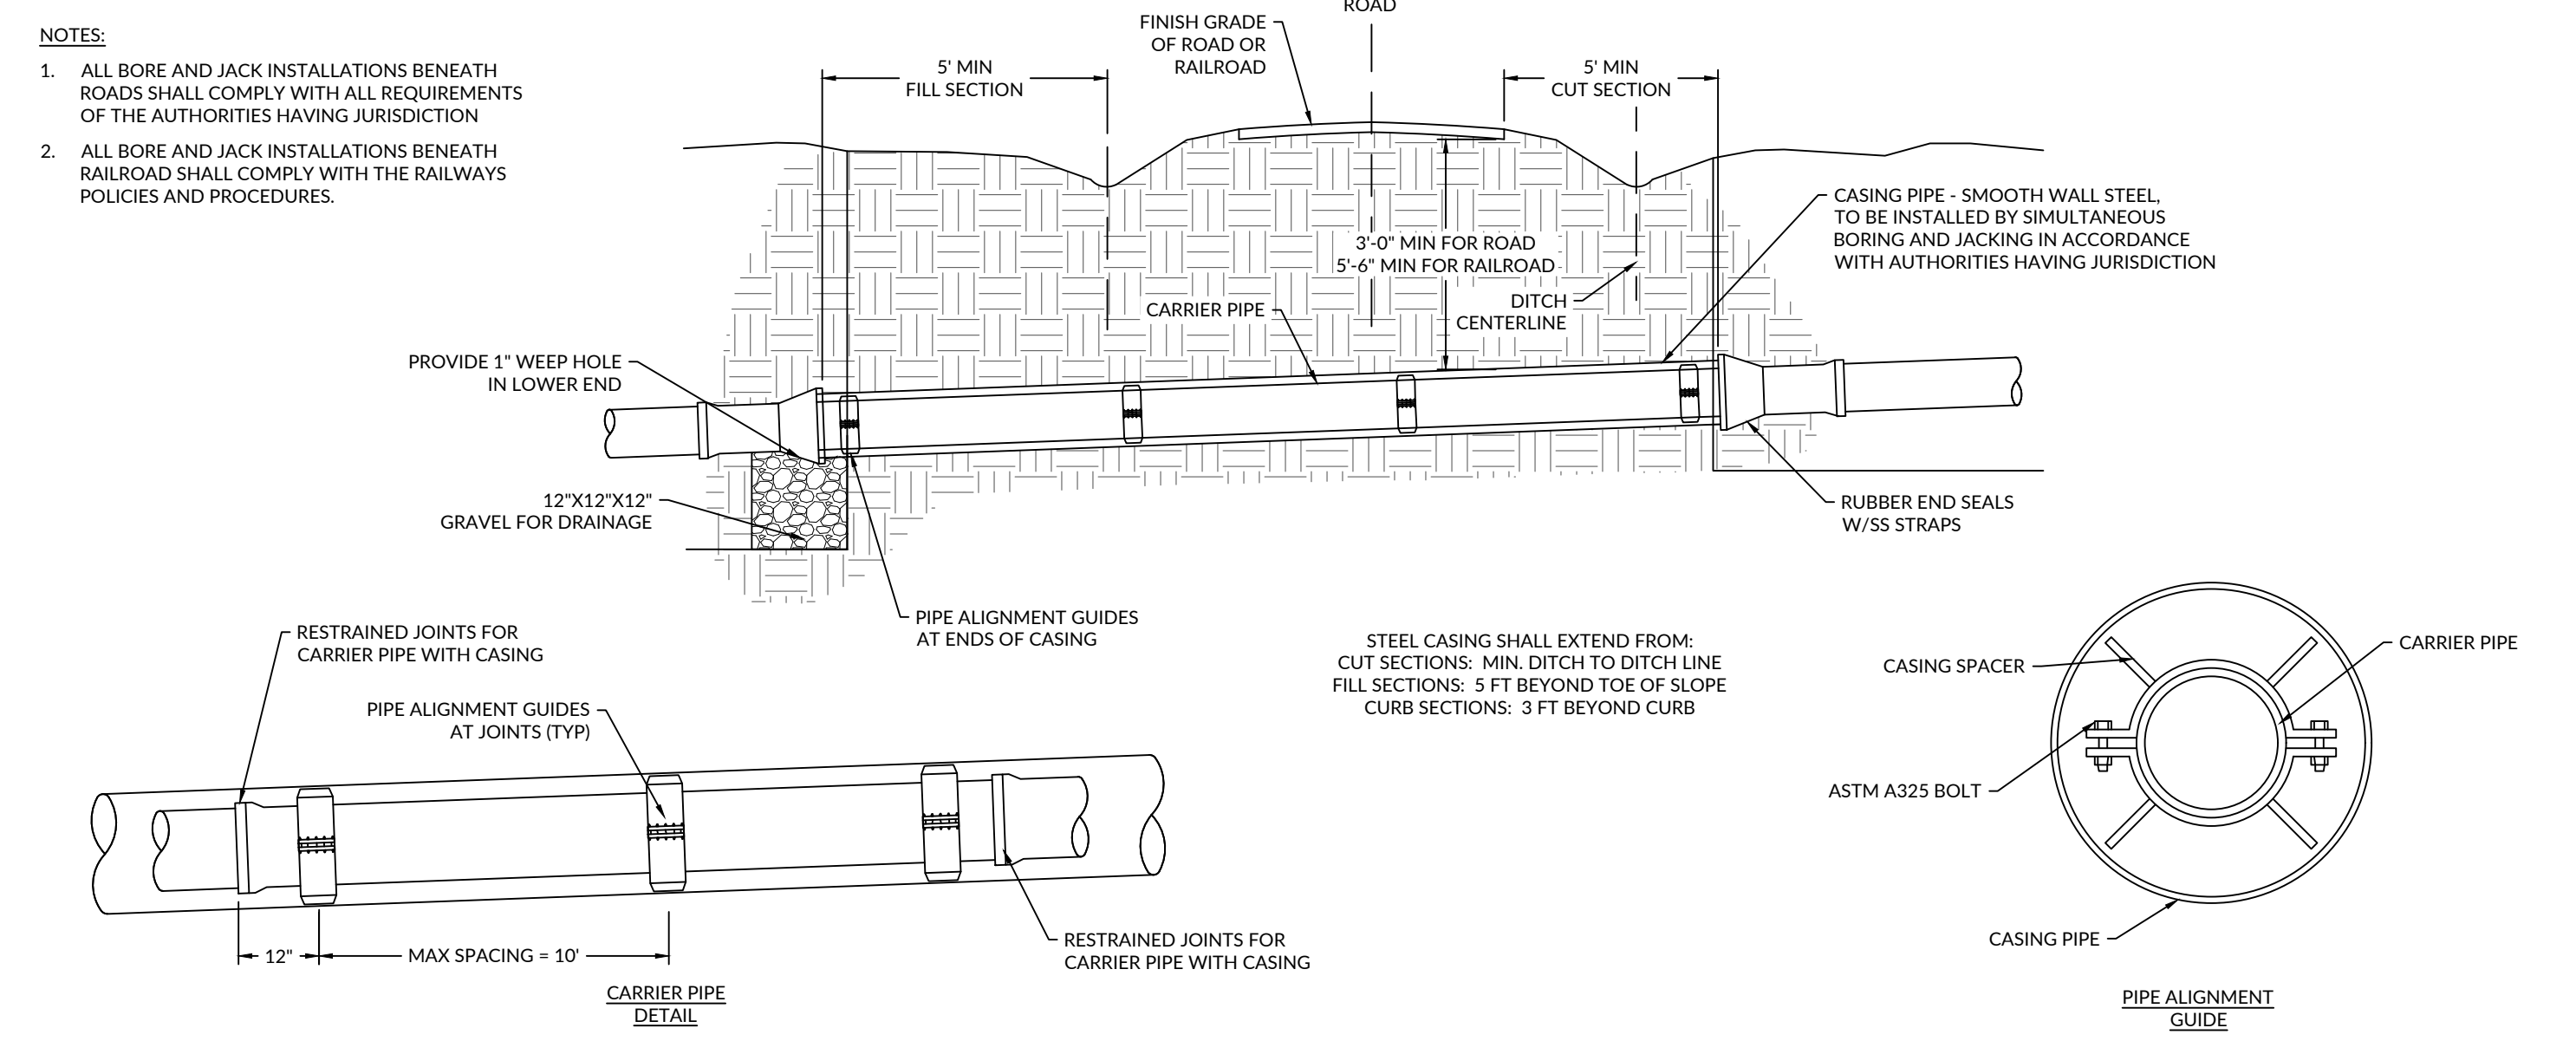 ROAD
NOTES:
1. ALL BORE AND JACK INSTALLATIONS BENEATH
ROADS SHALL COMPLY WITH ALL REQUIREMENTS
OF THE AUTHORITIES HAVING JURISDICTION
2. ALL BORE AND JACK INSTALLATIONS BENEATH
RAILROAD SHALL COMPLY WITH THE RAILWAYS
POLICIES AND PROCEDURES.
5' MIN
FILL SECTION
FINISH GRADE
OF ROAD OR
RAILROAD
5' MIN
CUT SECTION
3'-0" MIN FOR ROAD
5'-6" MIN FOR RAILROAD
CASING PIPE - SMOOTH WALL STEEL,
TO BE INSTALLED BY SIMULTANEOUS
BORING AND JACKING IN ACCORDANCE
WITH AUTHORITIES HAVING JURISDICTION
CARRIER PIPE
DITCH
CENTERLINE
PROVIDE 1" WEEP HOLE
IN LOWER END
12"X12"X12"
GRAVEL FOR DRAINAGE
RUBBER END SEALS
W/SS STRAPS
PIPE ALIGNMENT GUIDES
AT ENDS OF CASING
STEEL CASING SHALL EXTEND FROM:
CUT SECTIONS: MIN. DITCH TO DITCH LINE
FILL SECTIONS: 5 FT BEYOND TOE OF SLOPE
CURB SECTIONS: 3 FT BEYOND CURB
RESTRAINED JOINTS FOR
CARRIER PIPE WITH CASING
PIPE ALIGNMENT GUIDES
AT JOINTS (TYP)
12"
MAX SPACING = 10'
RESTRAINED JOINTS FOR
CARRIER PIPE WITH CASING
CARRIER PIPE
DETAIL
CASING SPACER
CARRIER PIPE
ASTM A325 BOLT
CASING PIPE
PIPE ALIGNMENT
GUIDE